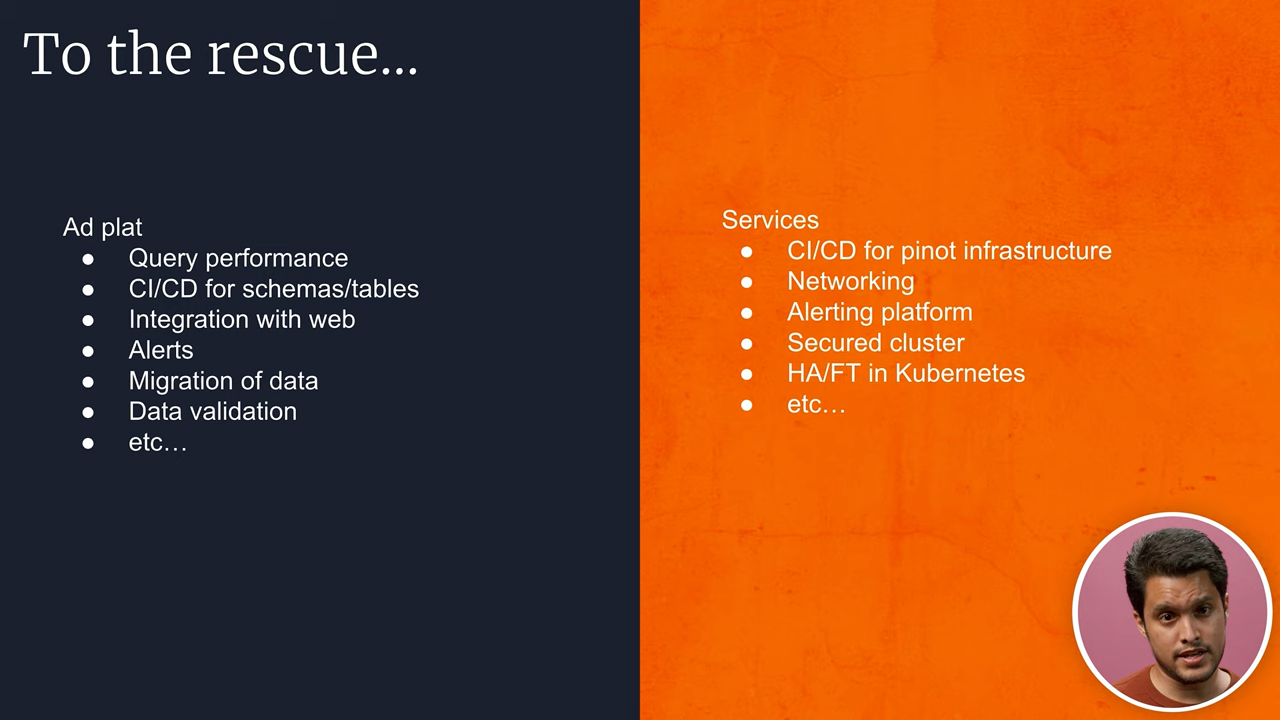 To the rescue...
Ad plat
● Query performance
● CI/CD for schemas/tables
● Integration with web
● Alerts
● Migration of data
● Data validation
● etc…
Services
● CI/CD for pinot infrastructure
● Networking
● Alerting platform
● Secured cluster
● HA/FT in Kubernetes
● etc…